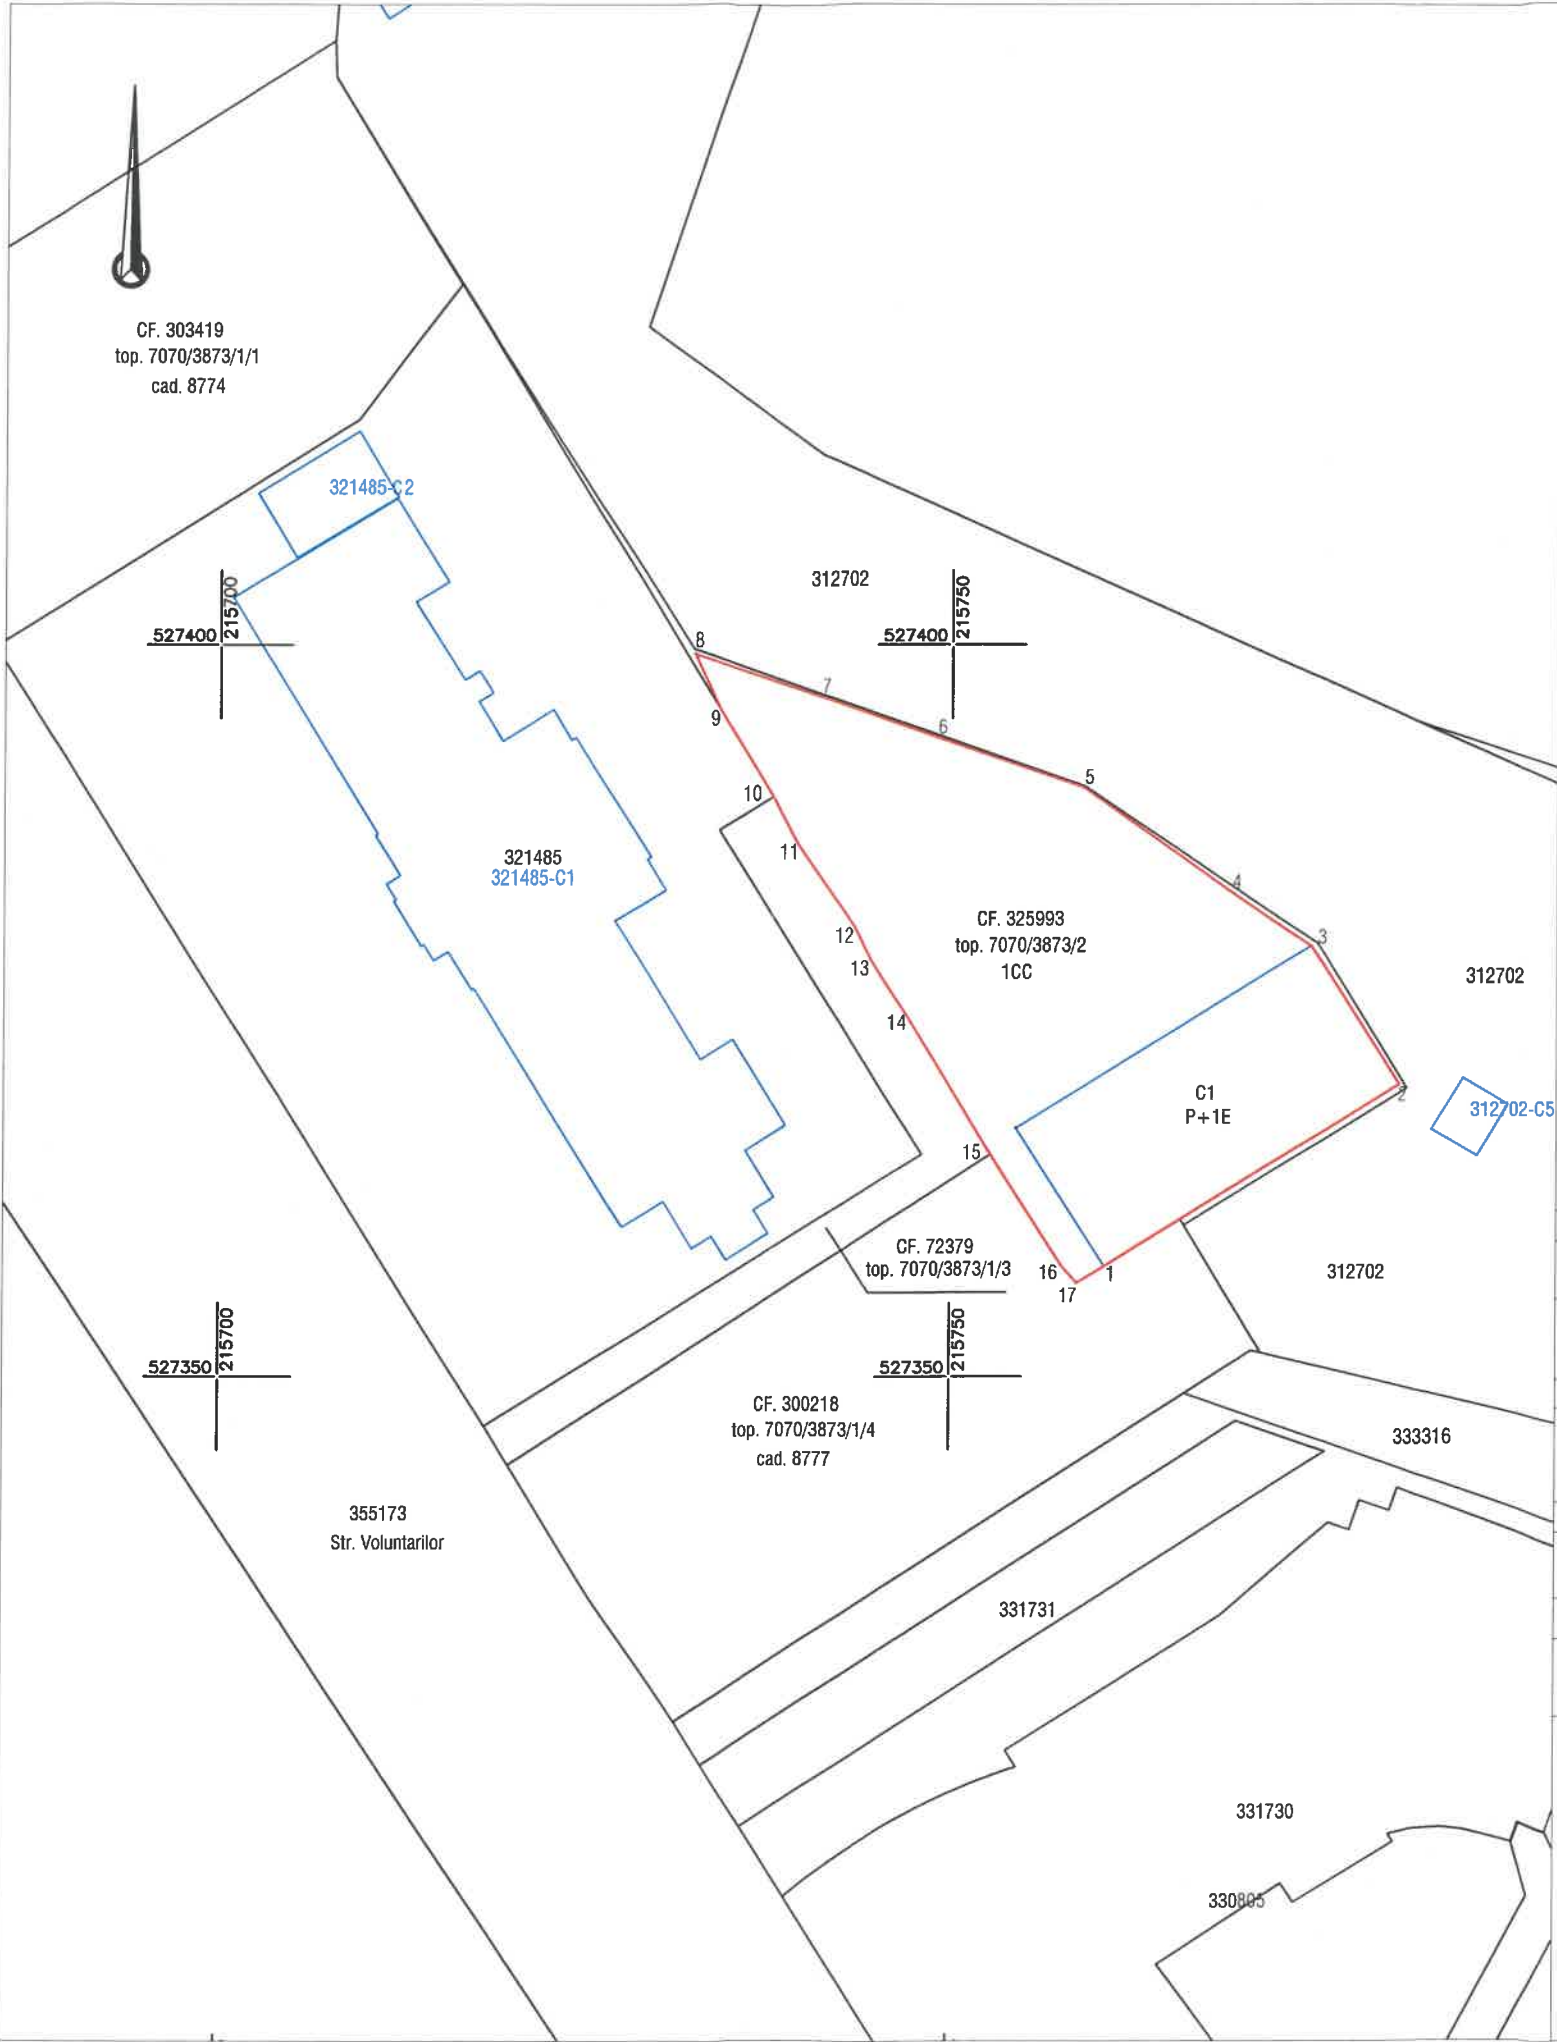 CF. 303419
top. 7070/3873/1/1
cad. 8774
321485-C2
312702
527400
215700
527400
215750
8
7
6
9
5
10
11
321485
321485-C1
4
CF. 325993
top. 7070/3873/2
1CC
12
13
3
312702
14
C1
P+1E
2
312702-C5
15
CF. 72379
top. 7070/3873/1/3
16
17
1
312702
527350
215700
527350
215750
CF. 300218
top. 7070/3873/1/4
cad. 8777
333316
355173
Str. Voluntarilor
331731
331730
330805